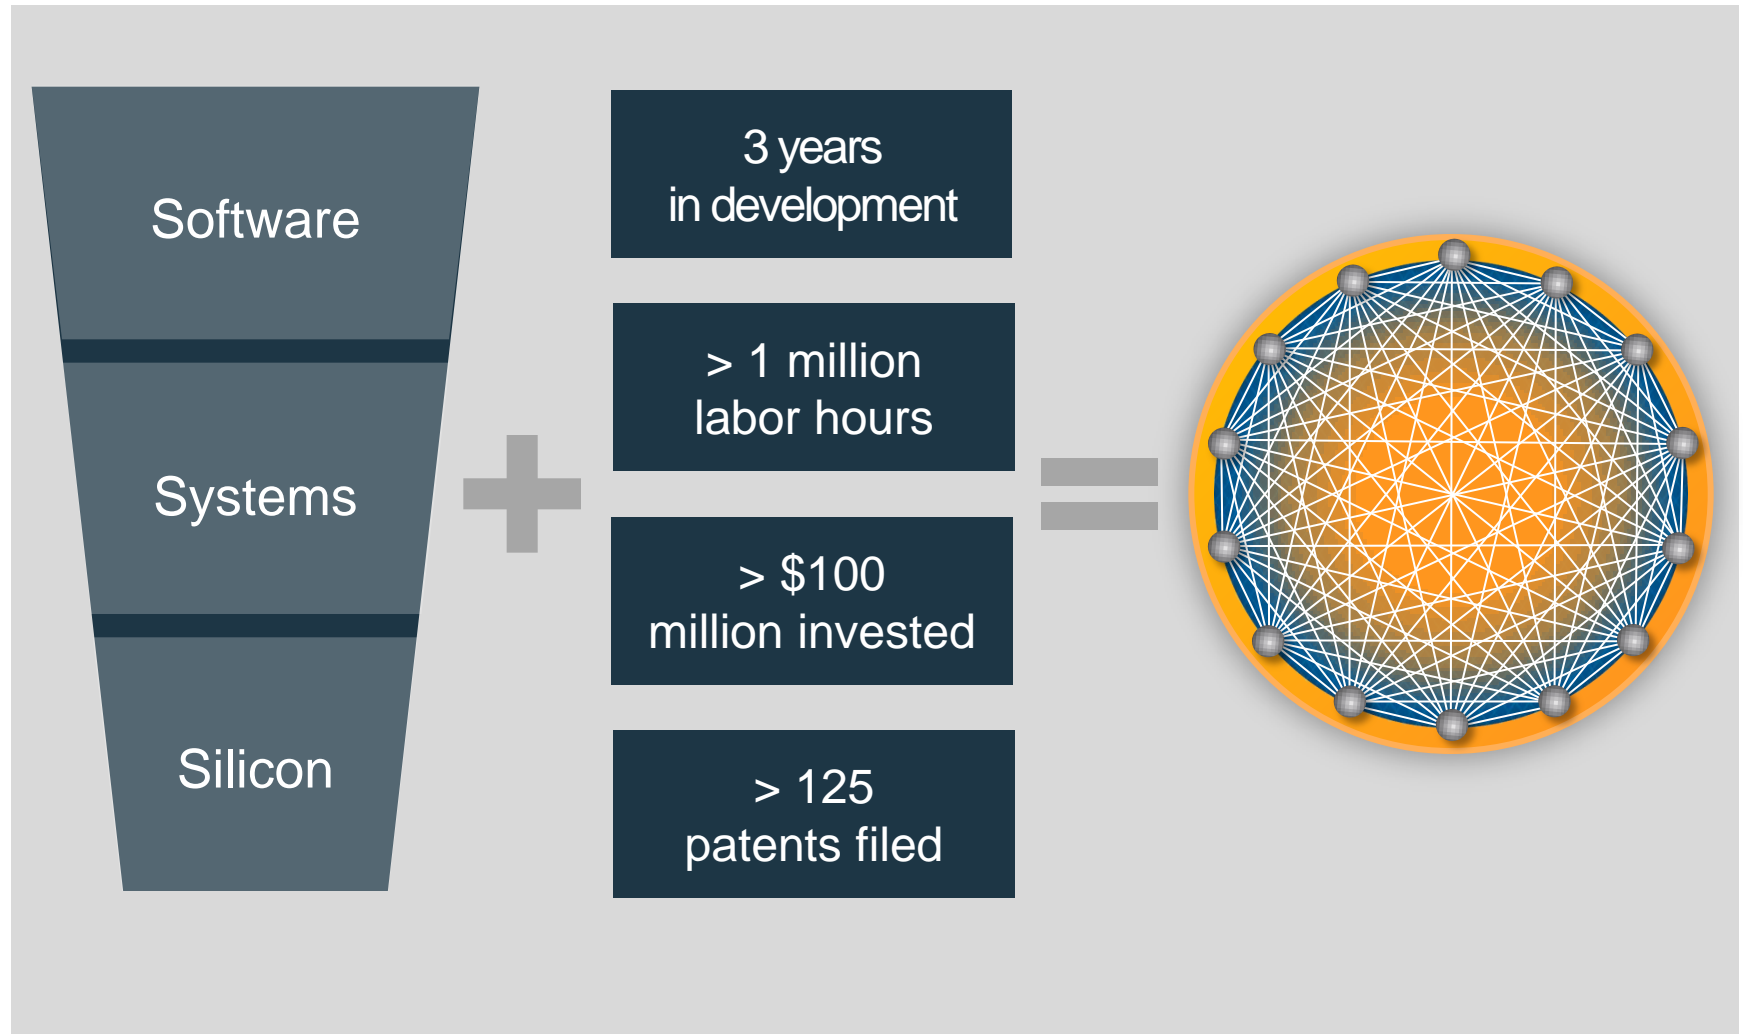 Software
Systems
Silicon
3 years
in development
> 1 million
labor hours
> $100
million invested
> 125
patents filed